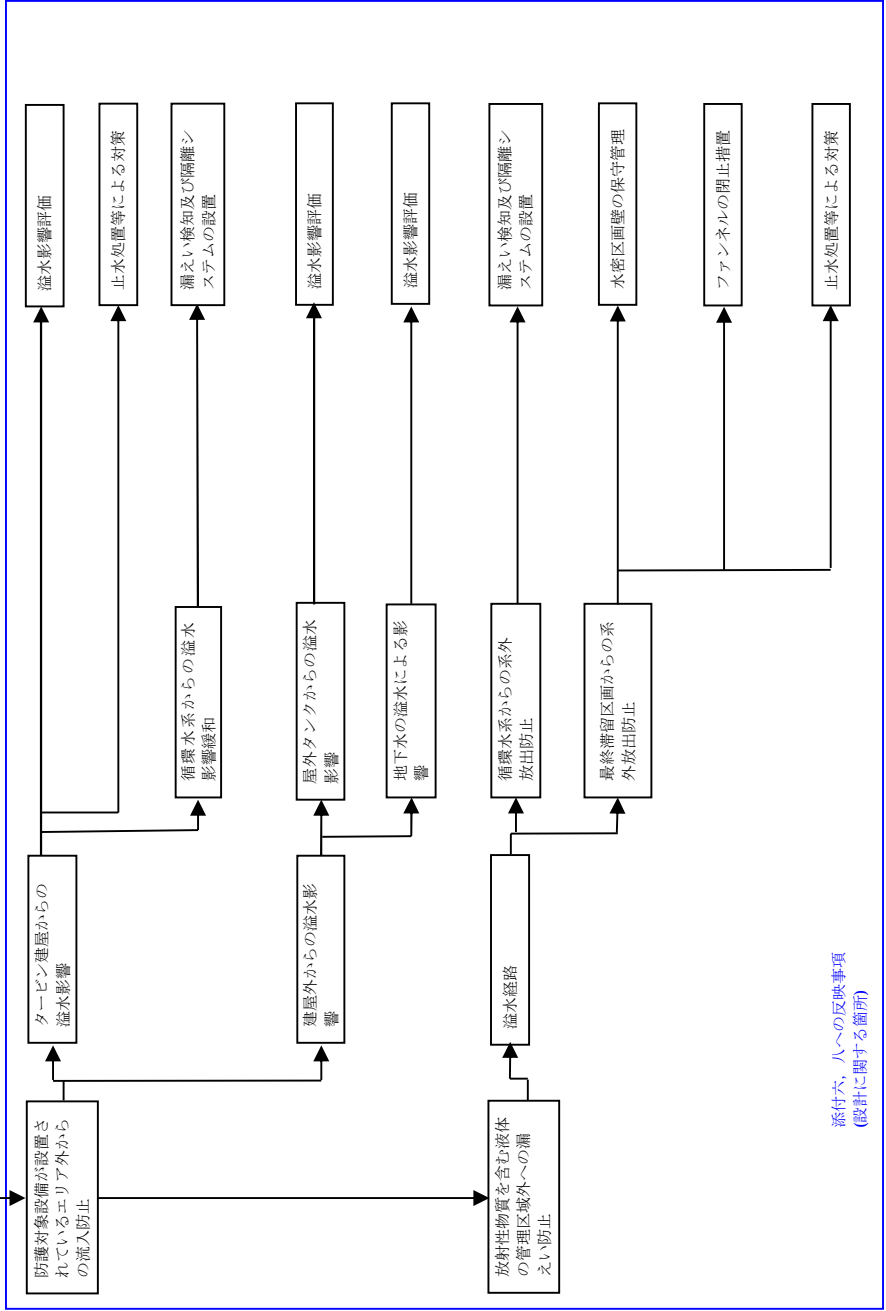 防護対象設備が設置さ
れているエリア外から
の流入防止
タービン建屋からの
溢水影響
溢水影響評価
止水処置等による対策
循環水系からの溢水
影響緩和
漏えい検知及び隔離シ
ステムの設置
建屋外からの溢水影
響
屋外タンクからの溢水
影響
溢水影響評価
地下水の溢水による影
響
溢水影響評価
放射性物質を含む液体
の管理区域外への漏
えい防止
溢水経路
循環水系からの系外
放出防止
漏えい検知及び隔離シ
ステムの設置
最終滞留区画からの系
外放出防止
水密区画壁の保守管理
ファンネルの閉止措置
止水処置等による対策
添付六，八への反映事項
(設計に関する箇所)